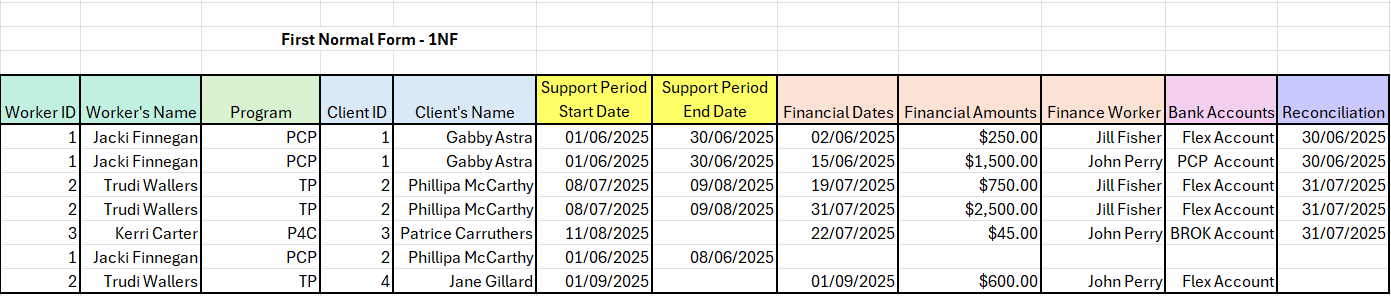 First Normal Form - 1NF
Support Period Support Period
Worker ID Worker's Name Program Client ID Client's Name Start Date End Date Financial Dates Financial Amounts Finance Worker Bank Accounts Reconciliation
1 Jacki Finnegan PCP 1 Gabby Astra 01/06/2025 30/06/2025 02/06/2025 $250.00 Jill Fisher Flex Account 30/06/2025
1 Jacki Finnegan PCP 1 Gabby Astra 01/06/2025 30/06/2025 15/06/2025 $1,500.00 John Perry PCP Account 30/06/2025
2 Trudi Wallers TP 2 Phillipa McCarthy 08/07/2025 09/08/2025 19/07/2025 $750.00 Jill Fisher Flex Account 31/07/2025
2 Trudi Wallers TP 2 Phillipa McCarthy 08/07/2025 09/08/2025 31/07/2025 $2,500.00 Jill Fisher Flex Account 31/07/2025
3 Kerri Carter P4C 3 Patrice Carruthers 11/08/2025 22/07/2025 $45.00 John Perry BROK Account 31/07/2025
1 Jacki Finnegan PCP 2 Phillipa McCarthy 01/06/2025 08/06/2025
2 Trudi Wallers TP 4 Jane Gillard 01/09/2025 01/09/2025 $600.00 John Perry Flex Account